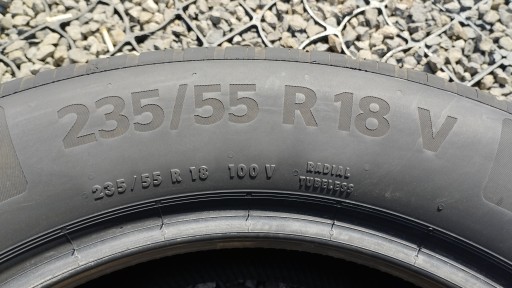 235/55 R 18 V
235/55 R 18 100 V RADIAL
TUBELESS